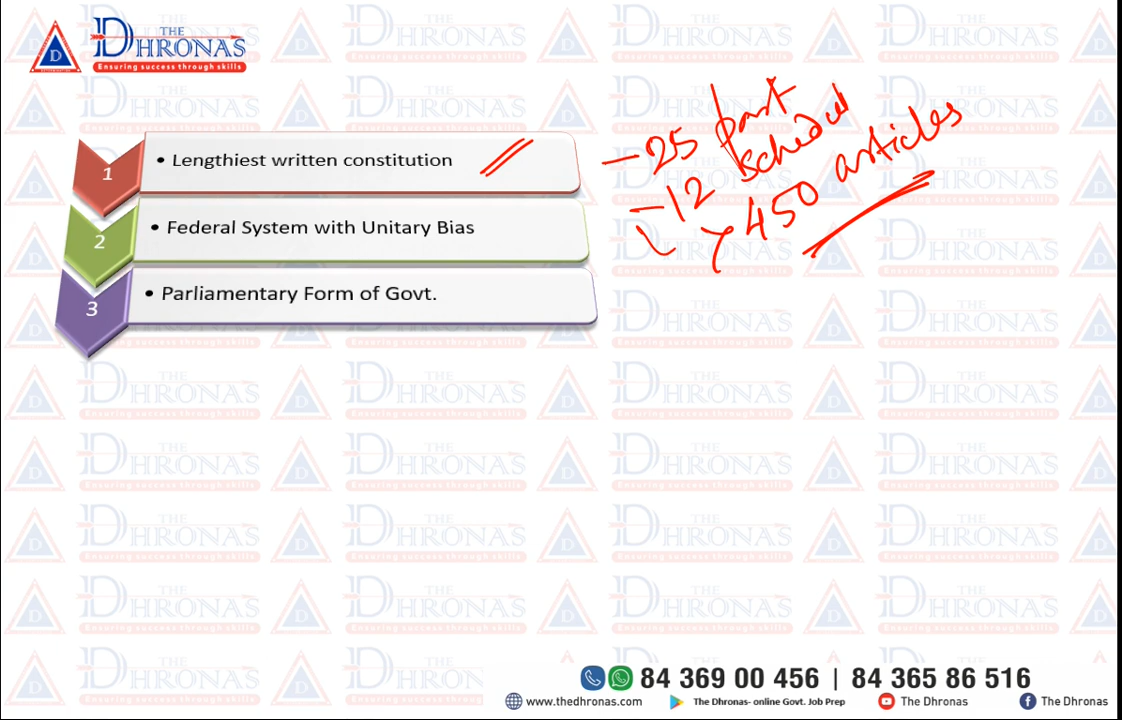 THE
DHRONAS
Ensuring success through skills
1
• Lengthiest written constitution
2
• Federal System with Unitary Bias
3
• Parliamentary Form of Govt.
- 25 part
- 12 schedul
450 articles
84 369 00 456 | 84 365 86 516
www.thedhronas.com
The Dhronas- online Govt. Job Prep
The Dhronas
The Dhronas